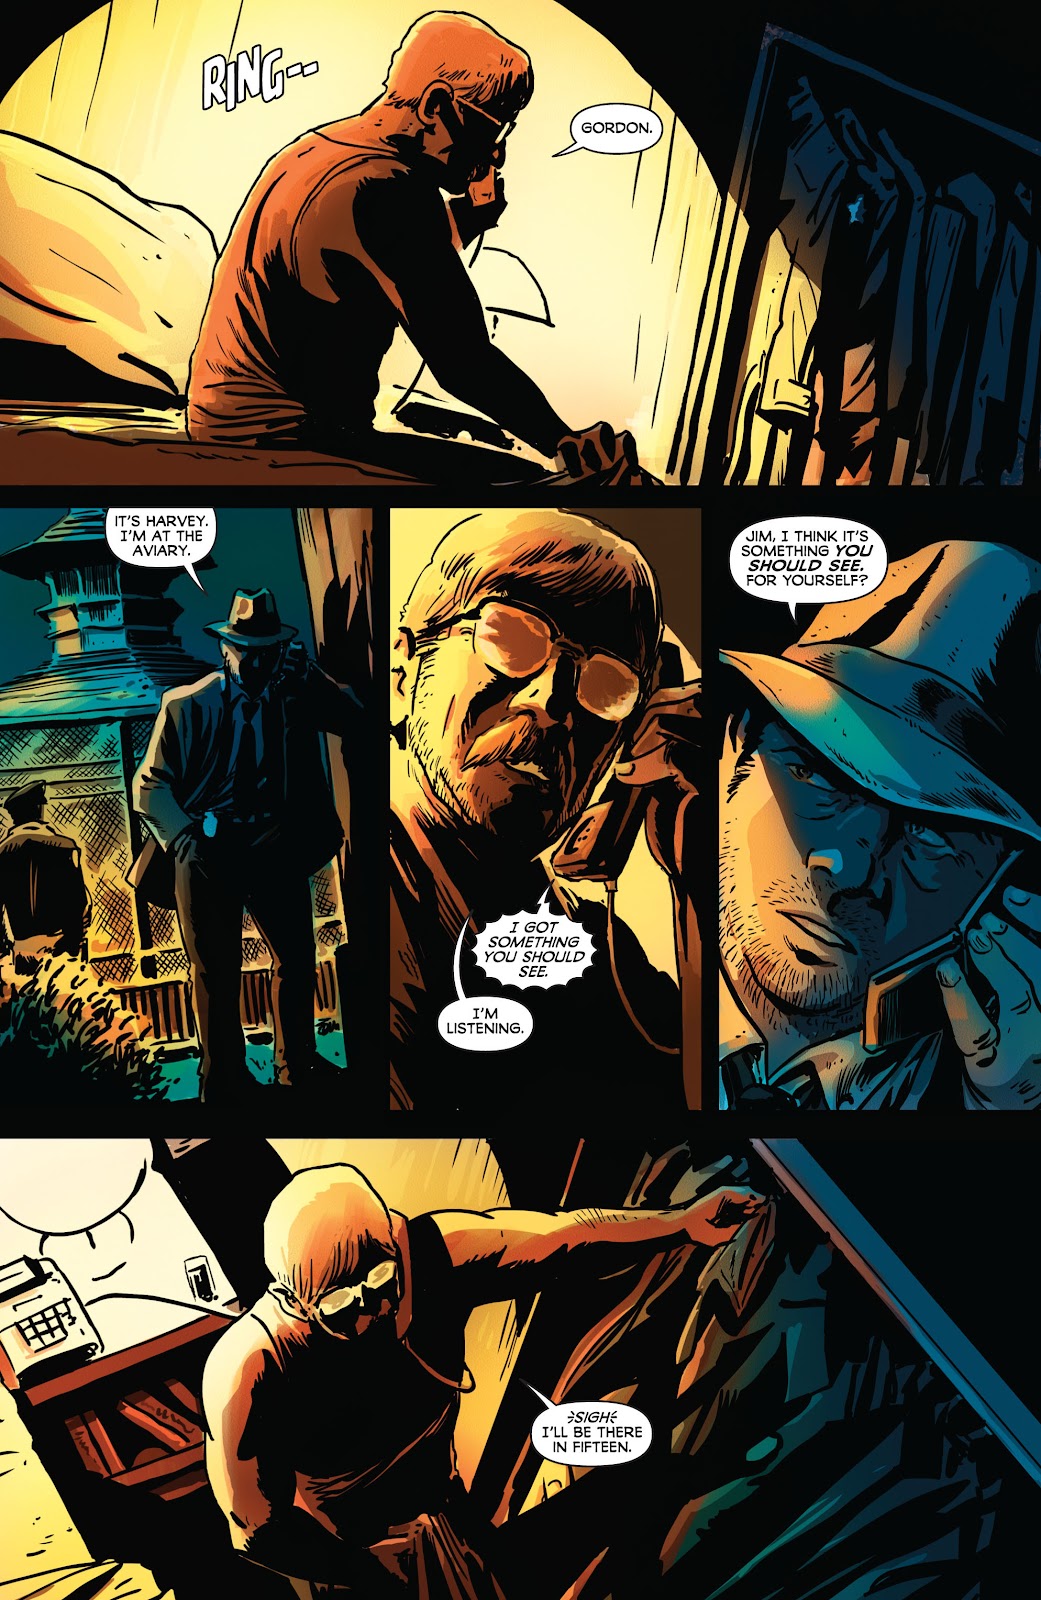 RING--
GORDON.
IT'S HARVEY.
I'M AT THE
AVIARY.
I GOT
SOMETHING
YOU SHOULD
SEE.
I'M
LISTENING.
JIM, I THINK IT'S
SOMETHING YOU
SHOULD SEE.
FOR YOURSELF?
SIGH
I'LL BE THERE
IN FIFTEEN.